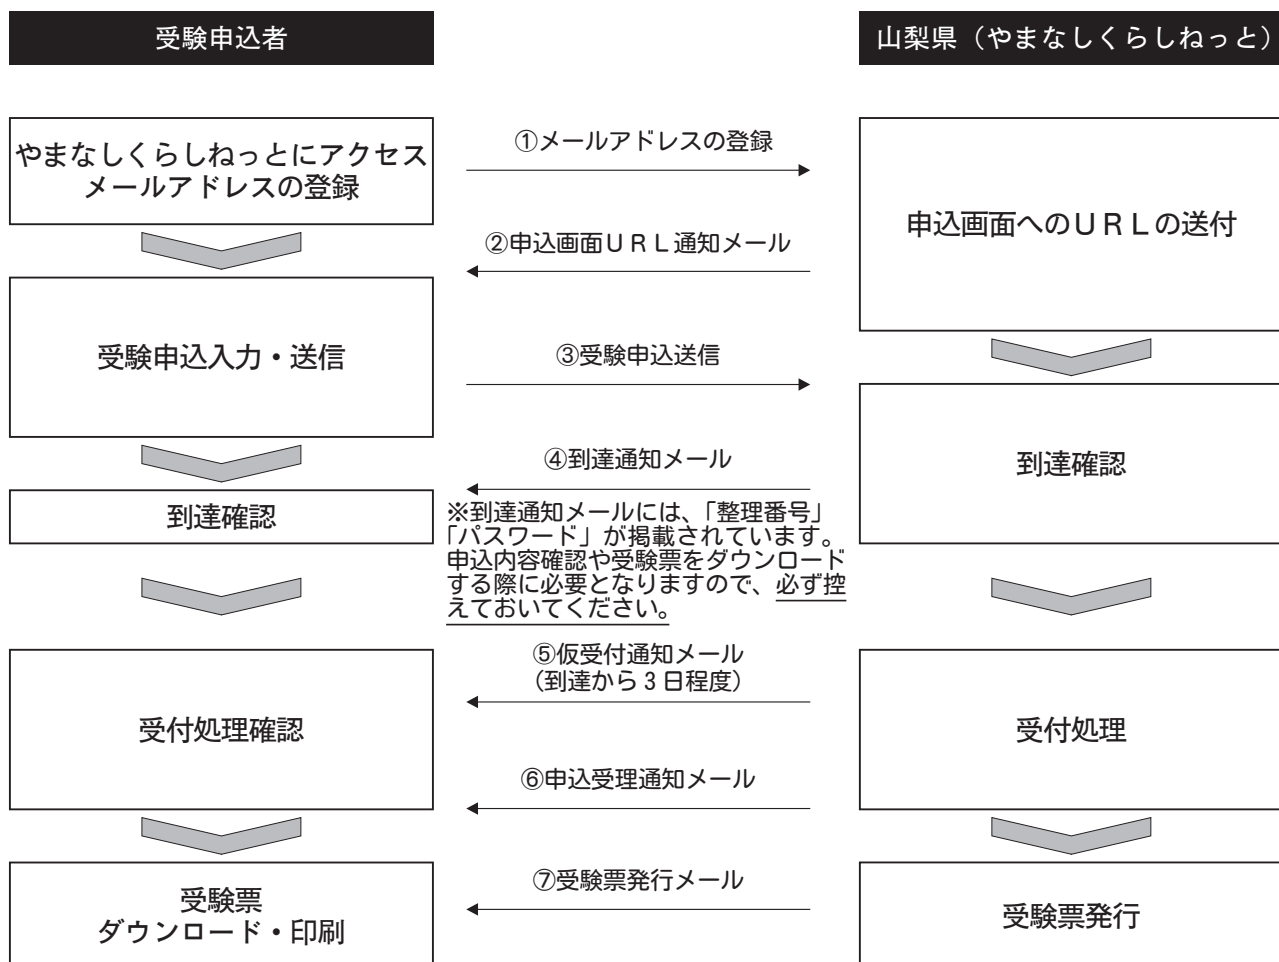 受験申込者
山梨県（やまなしくらしねっと）
やまなしくらしねっとにアクセス
メールアドレスの登録
①メールアドレスの登録
申込画面へのＵＲＬの送付
②申込画面ＵＲＬ通知メール
受験申込入力・送信
③受験申込送信
④到達通知メール
到達確認
到達確認
※到達通知メールには、「整理番号」
「パスワード」が掲載されています。
申込内容確認や受験票をダウンロード
する際に必要となりますので、必ず控
えておいてください。
⑤仮受付通知メール
（到達から３日程度）
受付処理確認
受付処理
⑥申込受理通知メール
⑦受験票発行メール
受験票
ダウンロード・印刷
受験票発行